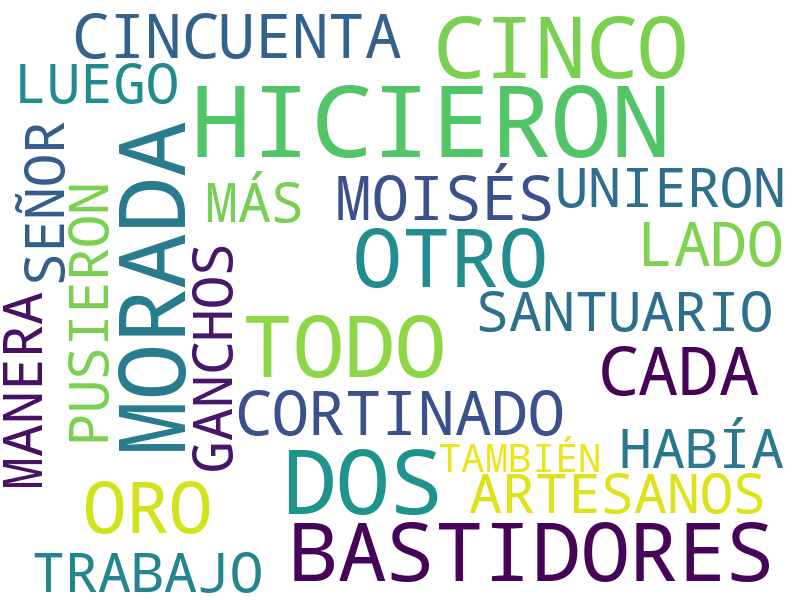 CINCUENTA
CINCO
LUEGO
HICIERON
SEÑOR
MORADA
MÁS
MOISÉS
UNIERON
PUSIERON
OTRO
LADO
GANCHOS
MANERA
TODO
SANTUARIO
CADA
CORTINADO
TAMBIÉN
HABÍA
DOS
ORO
ARTESANOS
BASTIDORES
TRABAJO